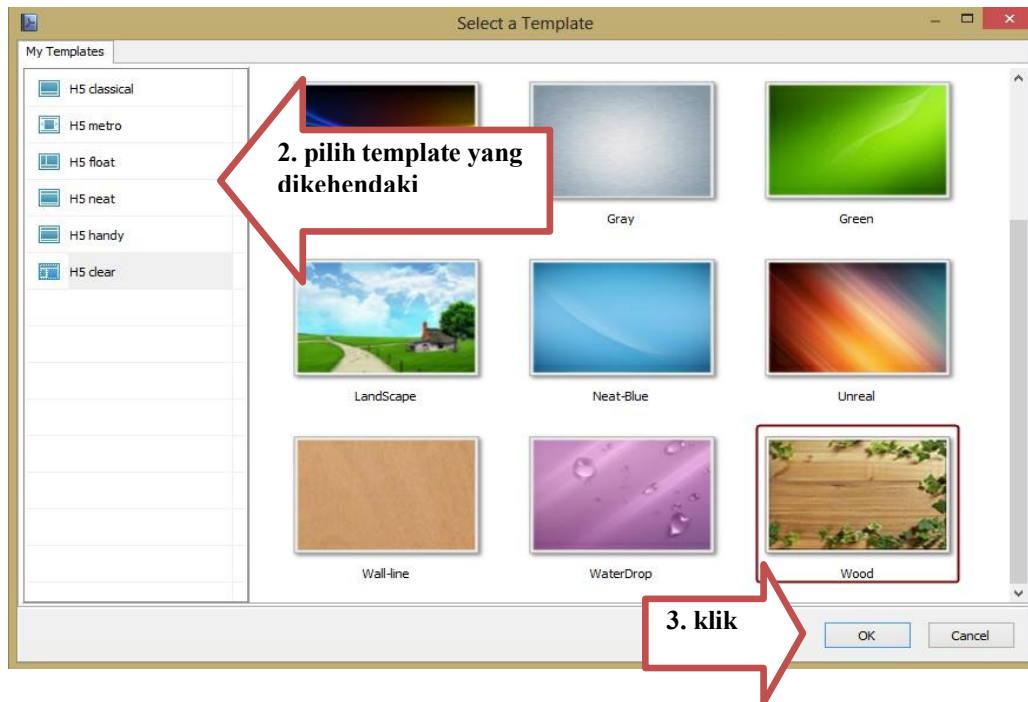 Select a Template
My Templates
H5 classical
H5 metro
H5 float
H5 neat
H5 handy
H5 clear
2. pilih template yang
dikehendaki
Gray
Green
LandScape
Neat-Blue
Unreal
Wall-line
WaterDrop
Wood
3. klik
OK
Cancel